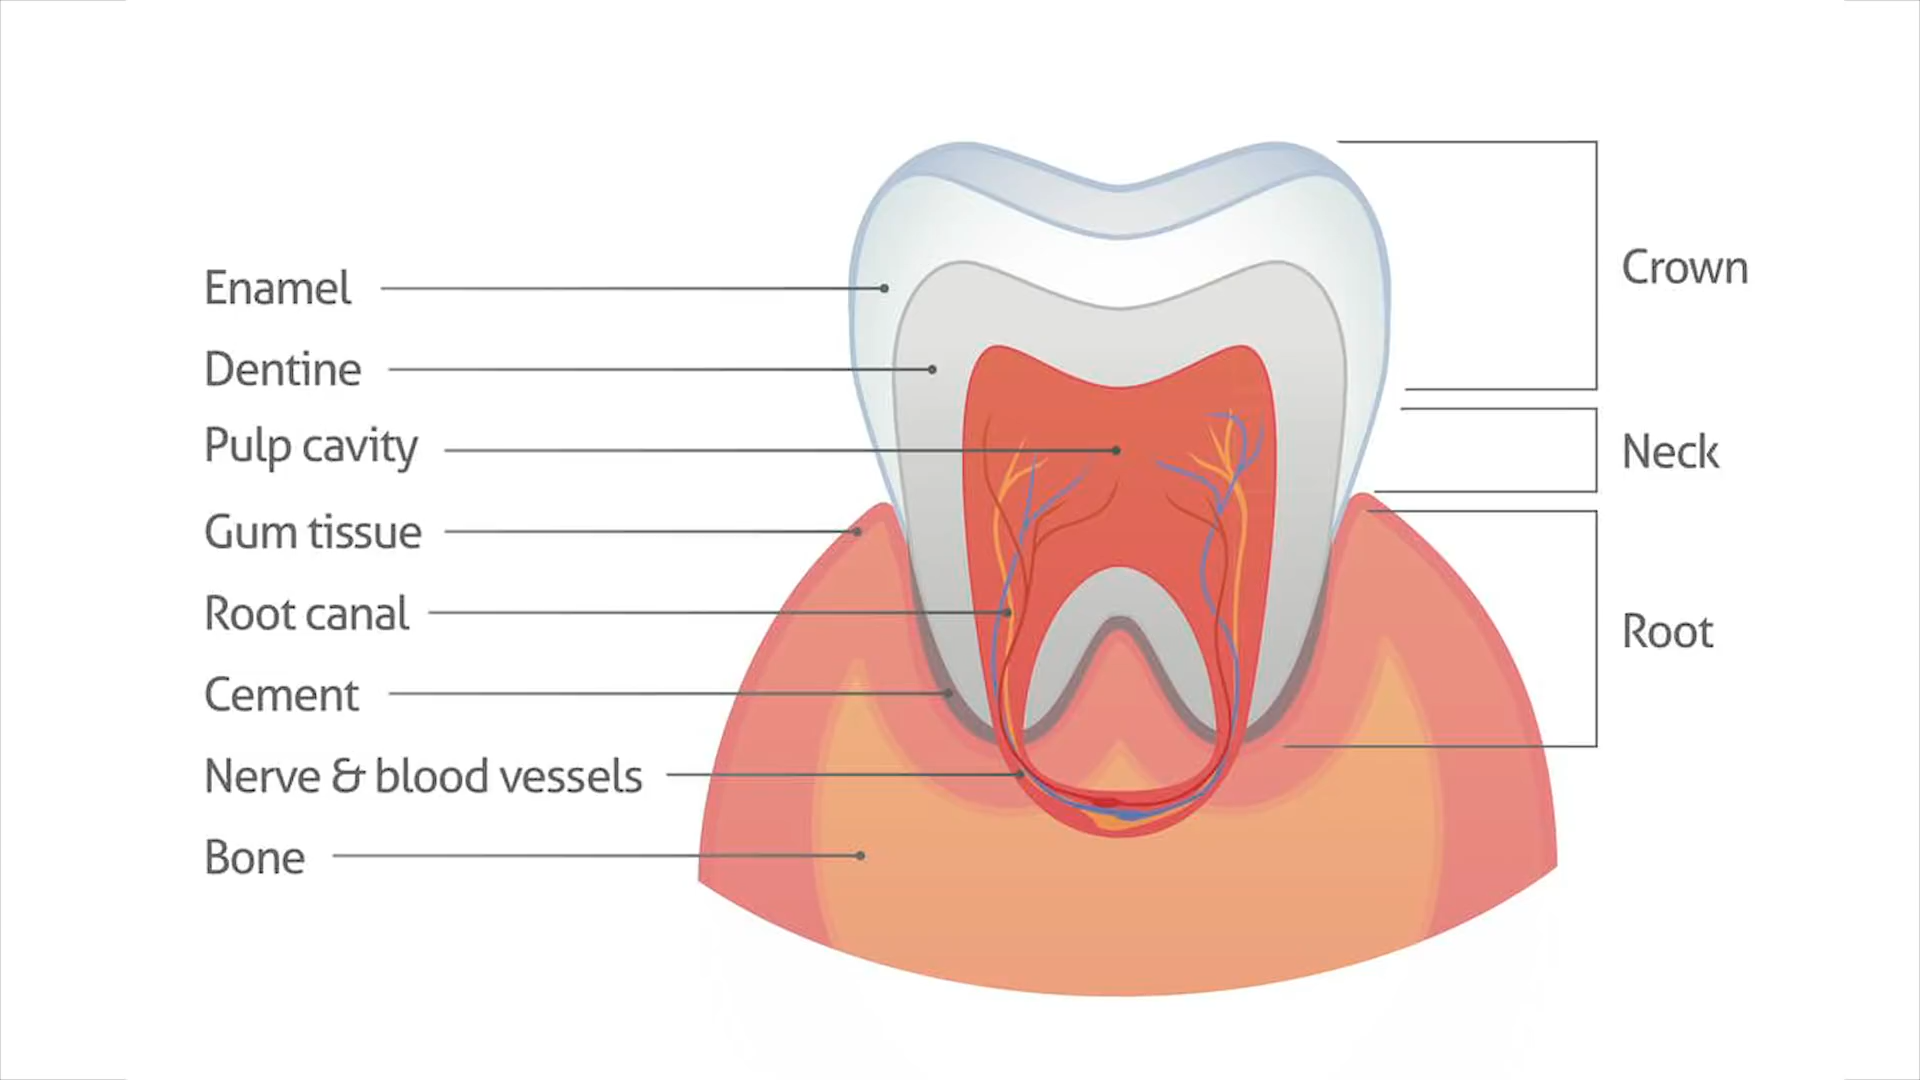 Enamel
Dentine
Pulp cavity
Gum tissue
Root canal
Cement
Nerve & blood vessels
Bone
Crown
Neck
Root